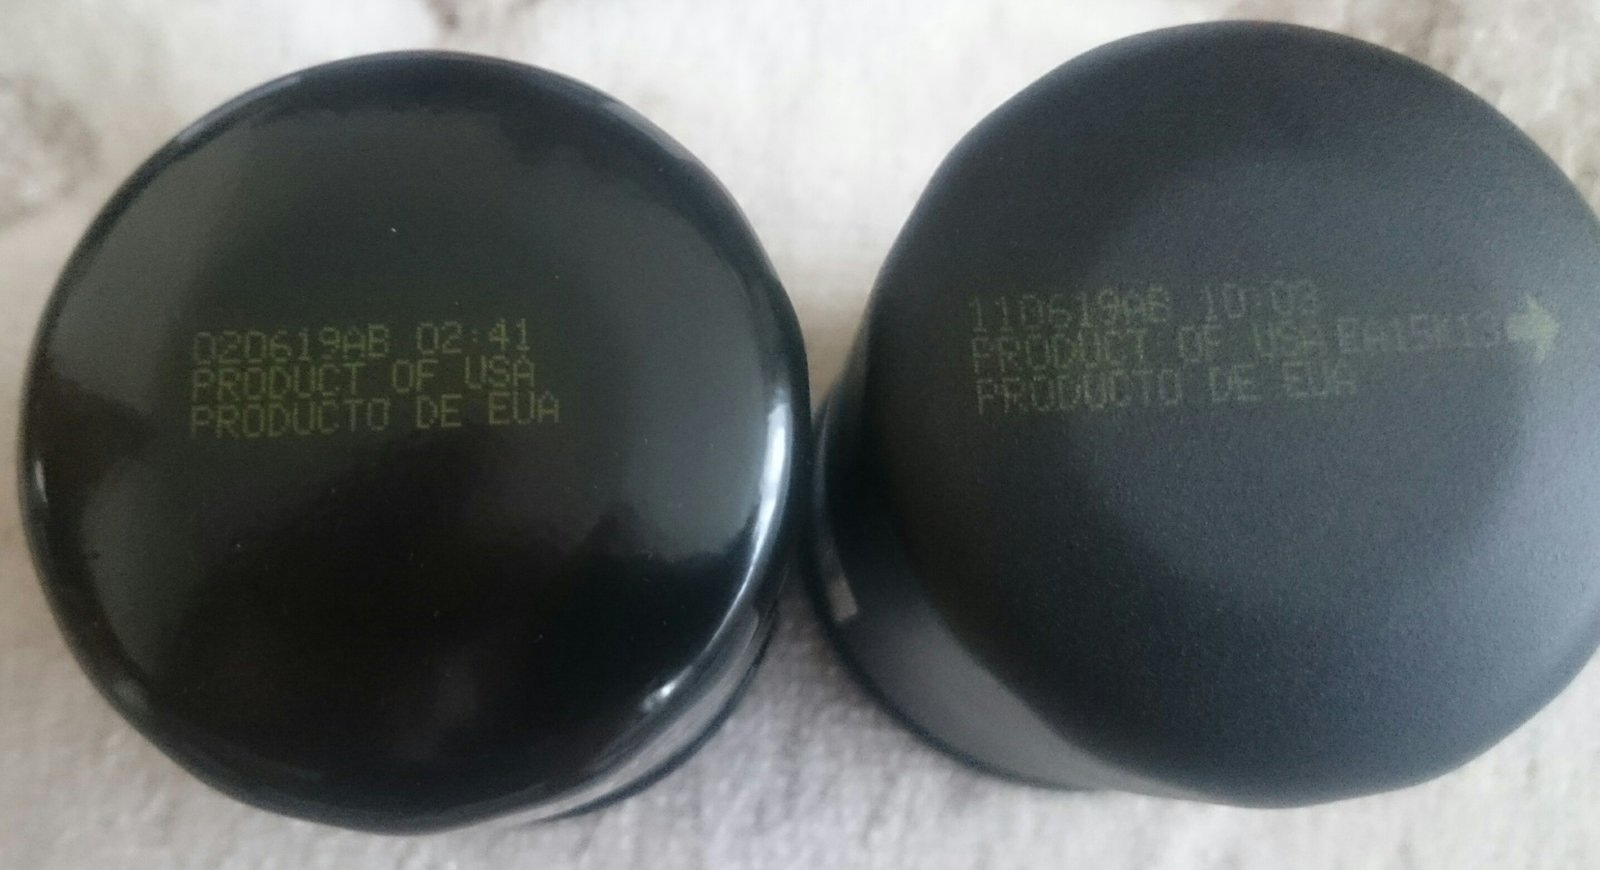 020619AB 02:41
PRODUCT OF USA
PRODUCTO DE EUA
110619AB 10:03
PRODUCT OF USA
PRODUCTO DE EUA